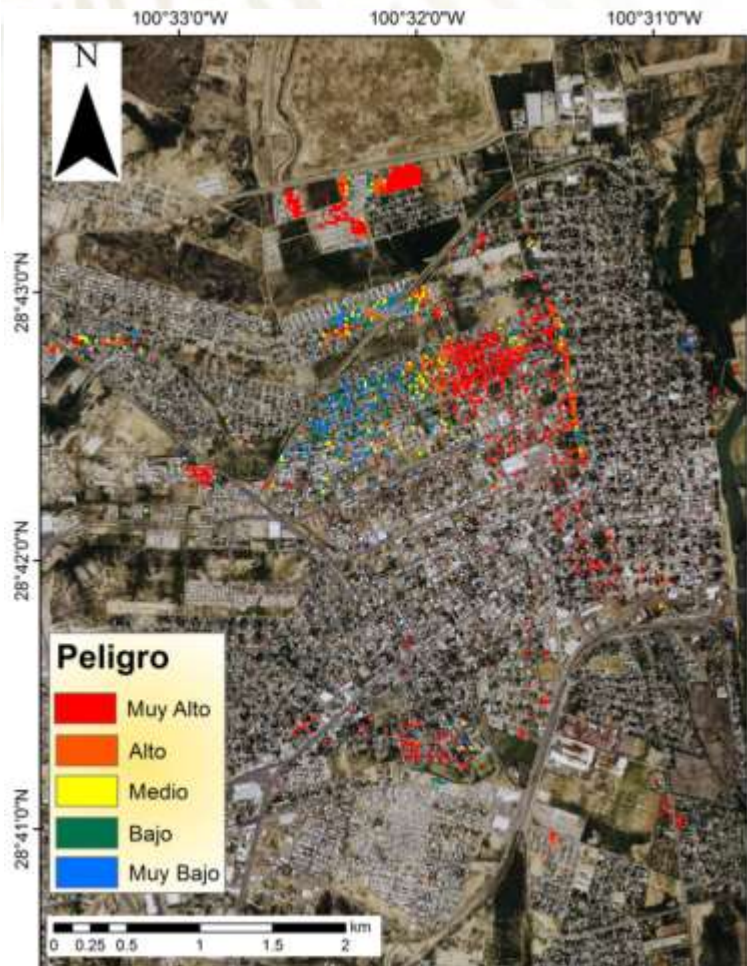 100°33'0"W 100°32'0"W 100°31'0"W
N
28°43'0"N
28°42'0"N
28°41'0"N
Peligro
Muy Alto
Alto
Medio
Bajo
Muy Bajo
km
0 0.25 0.5 1 1.5 2